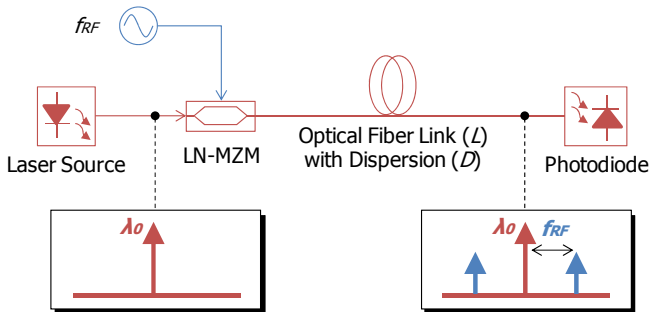 fRF
Laser Source
LN-MZM
Optical Fiber Link (L)
with Dispersion (D)
Photodiode
λ0
λ0
fRF